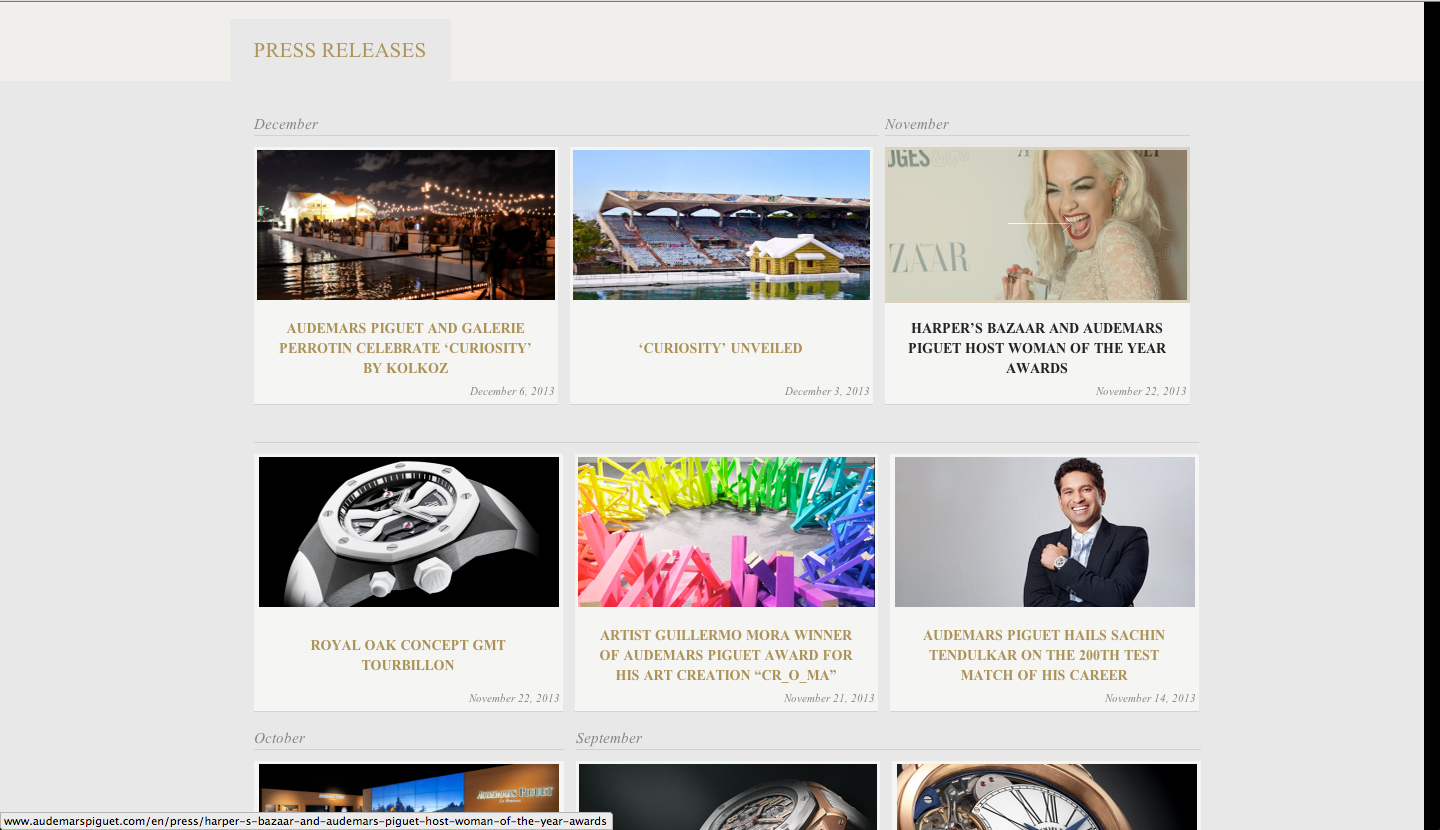 PRESS RELEASES
December
November
ZAAR
AUDEMARS PIGUET AND GALERIE
PERROTIN CELEBRATE ‘CURIOSITY’
BY KOLKOZ
December 6, 2013
‘CURIOSITY’ UNVEILED
December 3, 2013
HARPER’S BAZAAR AND AUDEMARS
PIGUET HOST WOMAN OF THE YEAR
AWARDS
November 22, 2013
ROYAL OAK CONCEPT GMT
TOURBILLON
November 22, 2013
ARTIST GUILLERMO MORA WINNER
OF AUDEMARS PIGUET AWARD FOR
HIS ART CREATION “CR_O_MA”
November 21, 2013
AUDEMARS PIGUET HAILS SACHIN
TENDULKAR ON THE 200TH TEST
MATCH OF HIS CAREER
November 14, 2013
October
September
AUDEMARS PIGUET
www.audemarspiguet.com/en/press/harper-s-bazaar-and-audemars-piguet-host-woman-of-the-year-awards